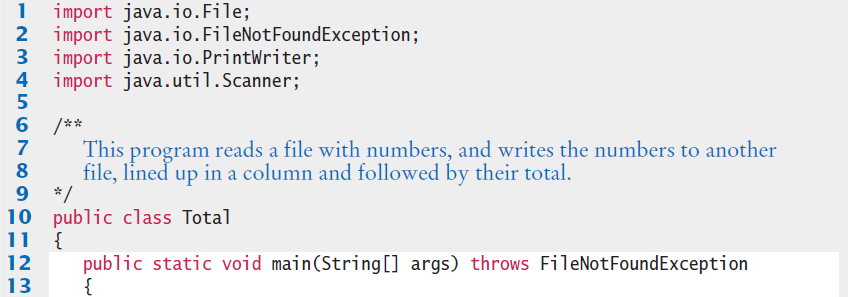 1 import java.io.File;
2 import java.io.FileNotFoundException;
3 import java.io.PrintWriter;
4 import java.util.Scanner;
5
6 /**
7 This program reads a file with numbers, and writes the numbers to another
8 file, lined up in a column and followed by their total.
9 */
10 public class Total
11 {
12 public static void main(String[] args) throws FileNotFoundException
13 {